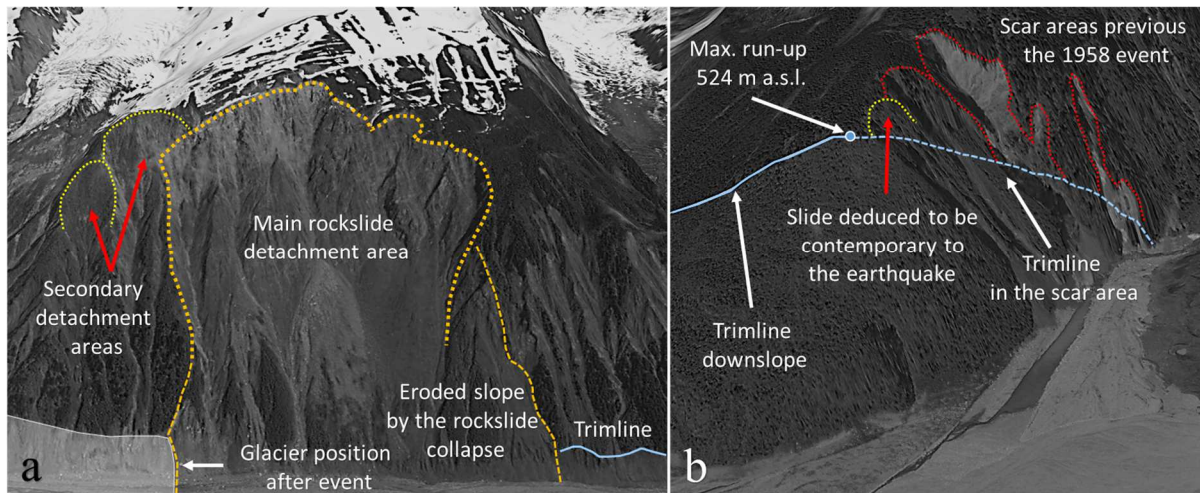 Main rockslide
detachment area
Secondary
detachment
areas
Eroded slope
by the rockslide
collapse
Trimline
Glacier position
after event
a
Max. run-up
524 m a.s.l.
Scar areas previous
the 1958 event
Slide deduced to be
contemporary to
the earthquake
Trimline
in the scar area
Trimline
downslope
b